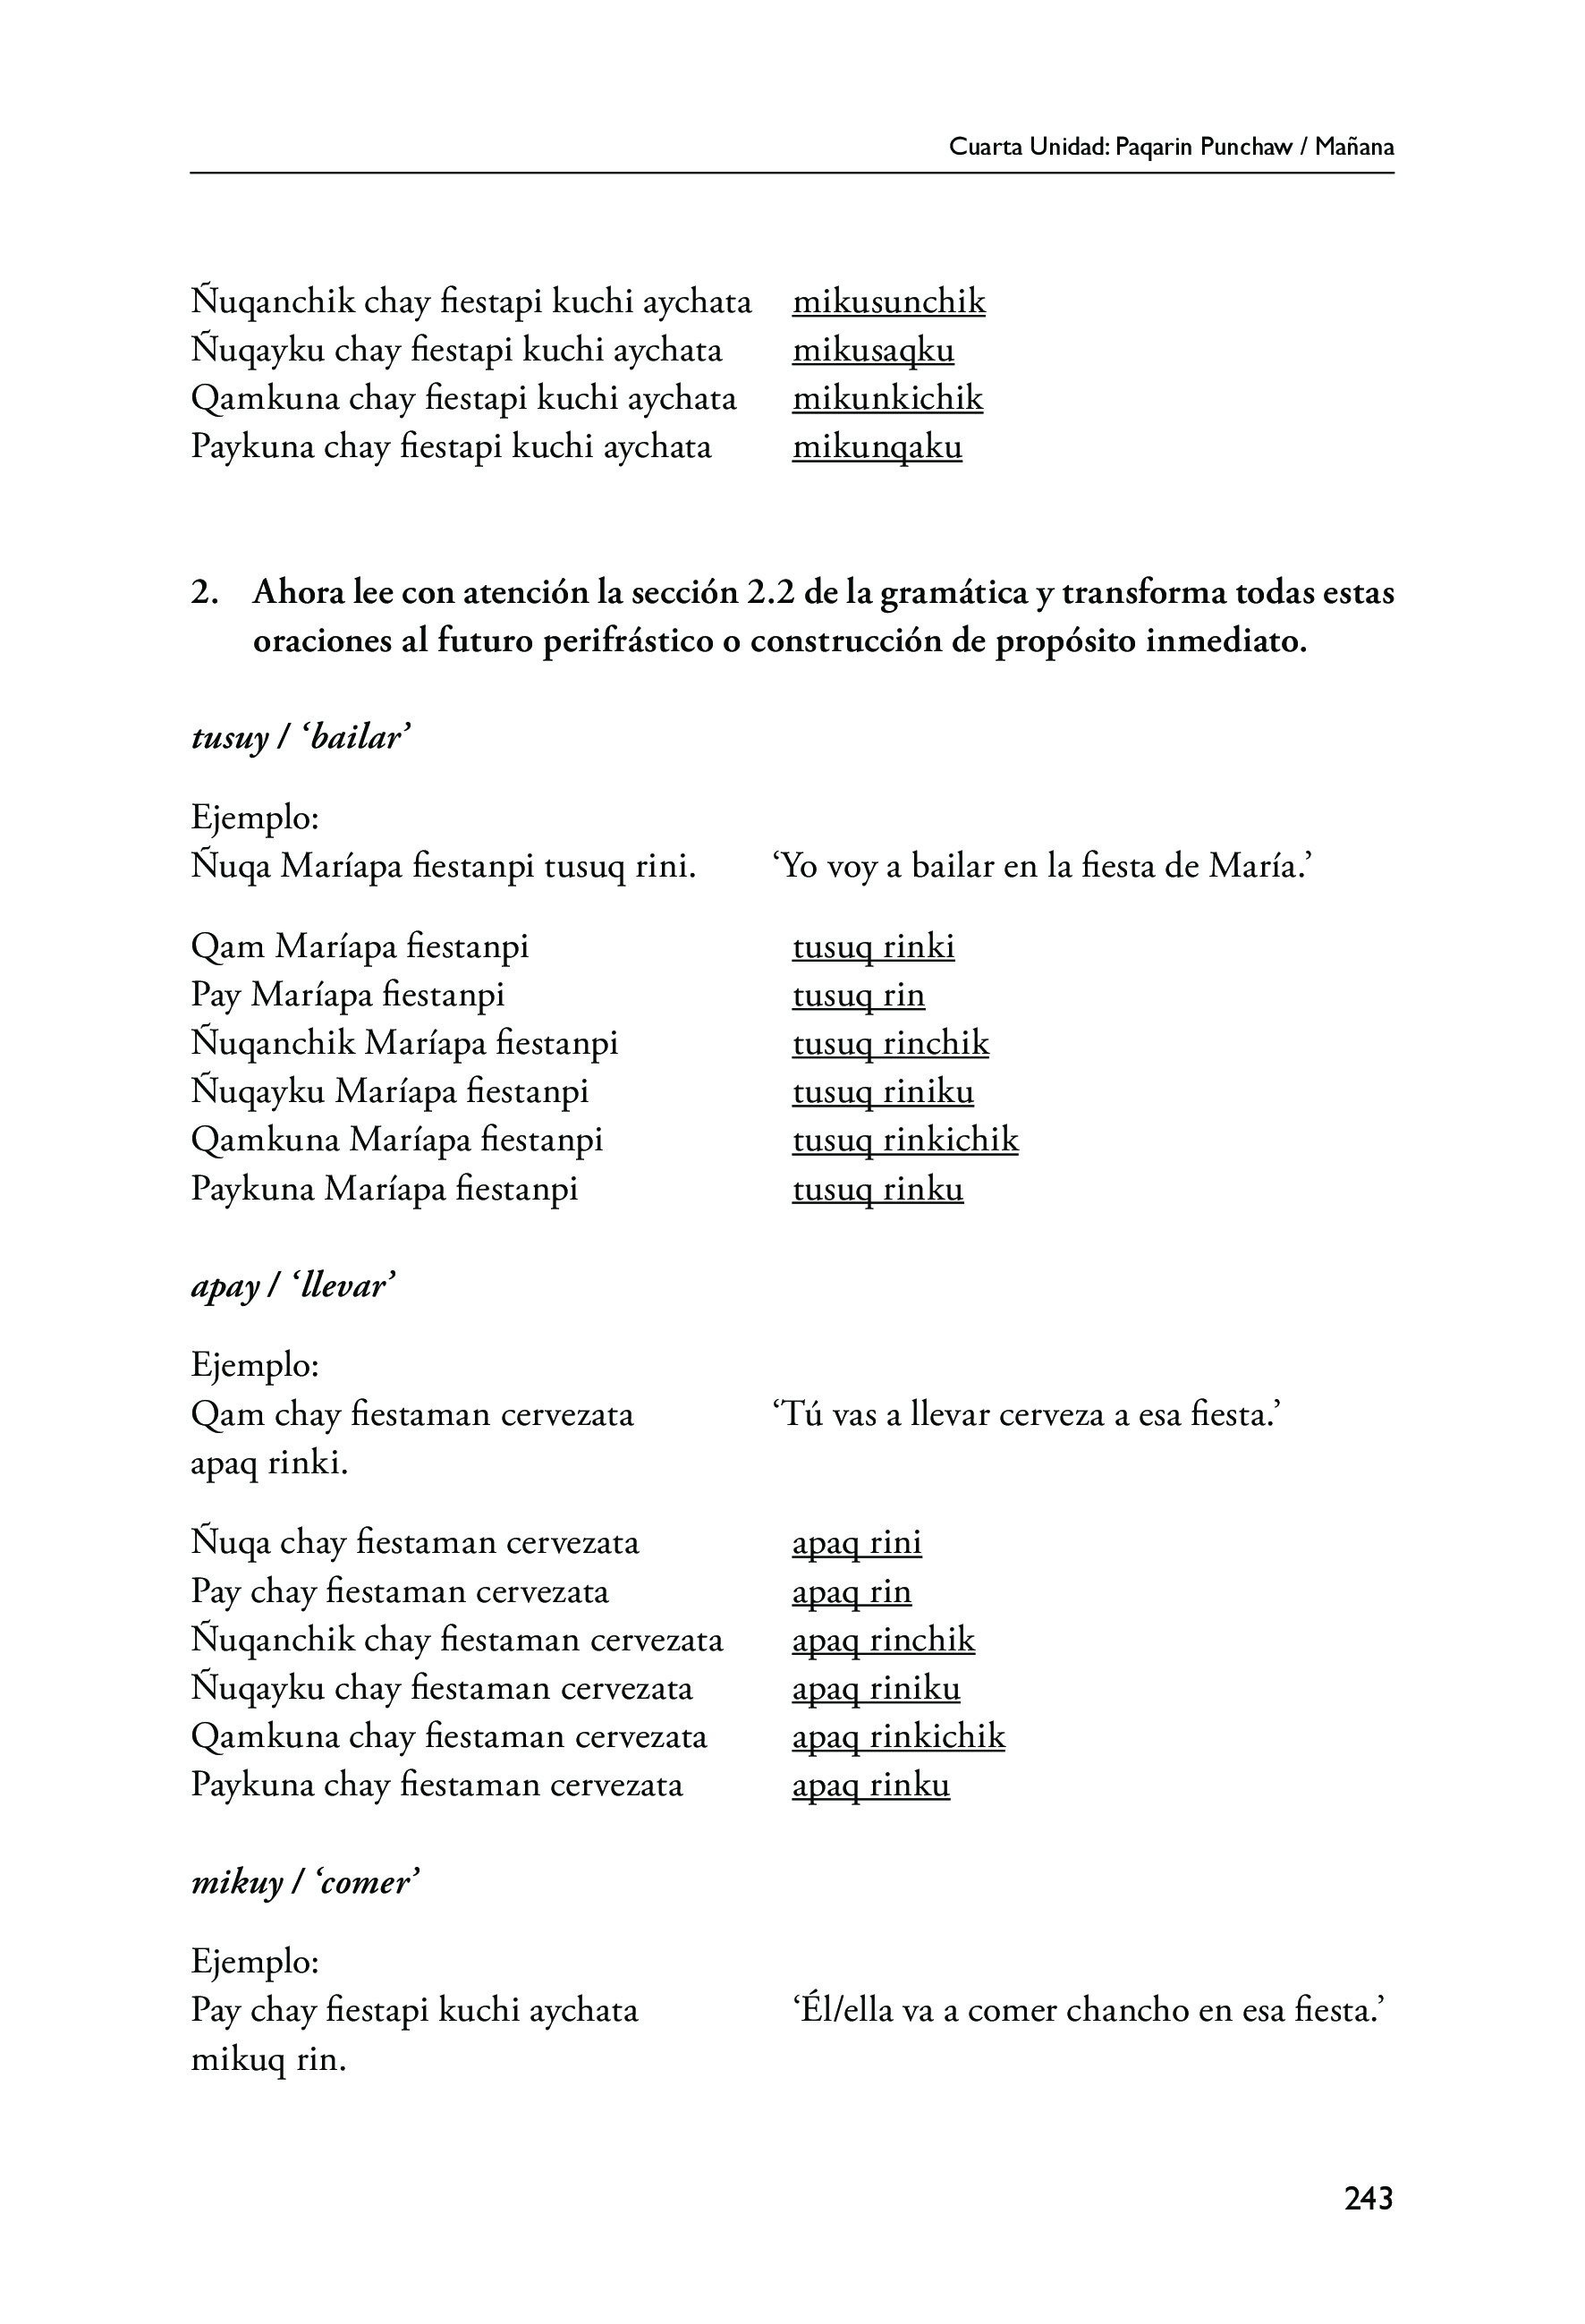 Cuarta Unidad: Paqarin Punchaw / Mañana
Ñuqanchik chay fiestapi kuchi aychata mikusunchik
Ñuqayku chay fiestapi kuchi aychata mikusaqku
Qamkuna chay fiestapi kuchi aychata mikunkichik
Paykuna chay fiestapi kuchi aychata mikunqaku
2. Ahora lee con atención la sección 2.2 de la gramática y transforma todas estas
oraciones al futuro perifrástico o construcción de propósito inmediato.
tusuy / ‘bailar’
Ejemplo:
Ñuqa Maríapa fiestanpi tusuq rini. ‘Yo voy a bailar en la fiesta de María.’
Qam Maríapa fiestanpi tusuq rinki
Pay Maríapa fiestanpi tusuq rin
Ñuqanchik Maríapa fiestanpi tusuq rinchik
Ñuqayku Maríapa fiestanpi tusuq riniku
Qamkuna Maríapa fiestanpi tusuq rinkichik
Paykuna Maríapa fiestanpi tusuq rinku
apay / ‘llevar’
Ejemplo:
Qam chay fiestaman cervezata ‘Tú vas a llevar cerveza a esa fiesta.’
apaq rinki.
Ñuqa chay fiestaman cervezata apaq rini
Pay chay fiestaman cervezata apaq rin
Ñuqanchik chay fiestaman cervezata apaq rinchik
Ñuqayku chay fiestaman cervezata apaq riniku
Qamkuna chay fiestaman cervezata apaq rinkichik
Paykuna chay fiestaman cervezata apaq rinku
mikuy / ‘comer’
Ejemplo:
Pay chay fiestapi kuchi aychata ‘Él/ella va a comer chancho en esa fiesta.’
mikuq rin.
243